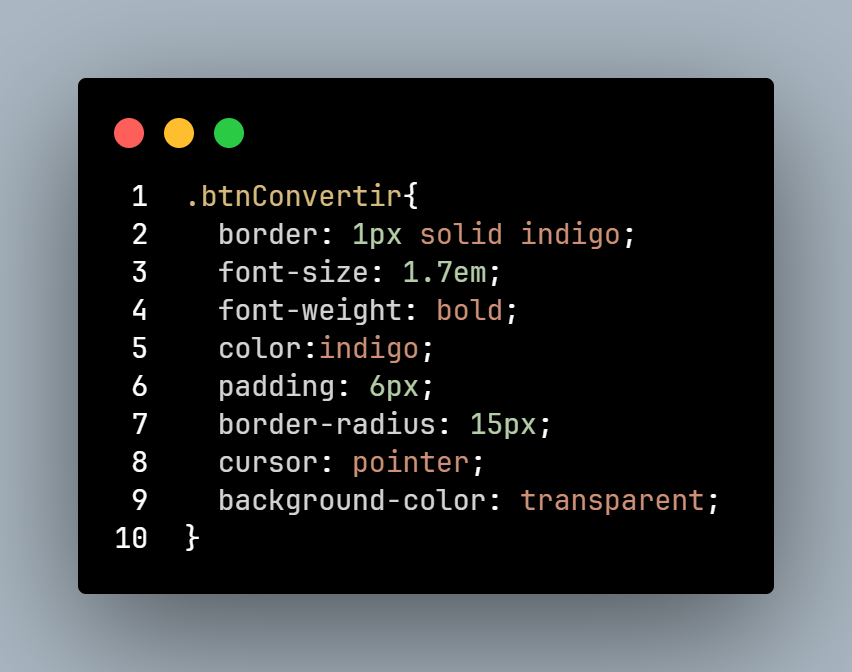 1 .btnConvertir{
2 border: 1px solid indigo;
3 font-size: 1.7em;
4 font-weight: bold;
5 color:indigo;
6 padding: 6px;
7 border-radius: 15px;
8 cursor: pointer;
9 background-color: transparent;
10 }